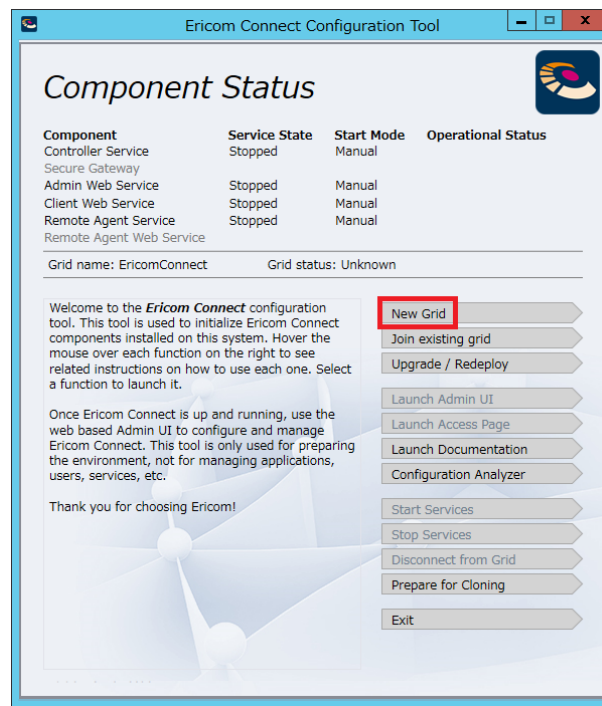 Ericom Connect Configuration Tool
Component Status
Component Service State Start Mode Operational Status
Controller Service Stopped Manual
Secure Gateway
Admin Web Service Stopped Manual
Client Web Service Stopped Manual
Remote Agent Service Stopped Manual
Remote Agent Web Service
Grid name: EricomConnect Grid status: Unknown
Welcome to the Ericom Connect configuration
tool. This tool is used to initialize Ericom Connect
components installed on this system. Hover the
mouse over each function on the right to see
related instructions on how to use each one. Select
a function to launch it.
Once Ericom Connect is up and running, use the
web based Admin UI to configure and manage
Ericom Connect. This tool is only used for preparing
the environment, not for managing applications,
users, services, etc.
Thank you for choosing Ericom!
New Grid
Join existing grid
Upgrade / Redeploy
Launch Admin UI
Launch Access Page
Launch Documentation
Configuration Analyzer
Start Services
Stop Services
Disconnect from Grid
Prepare for Cloning
Exit